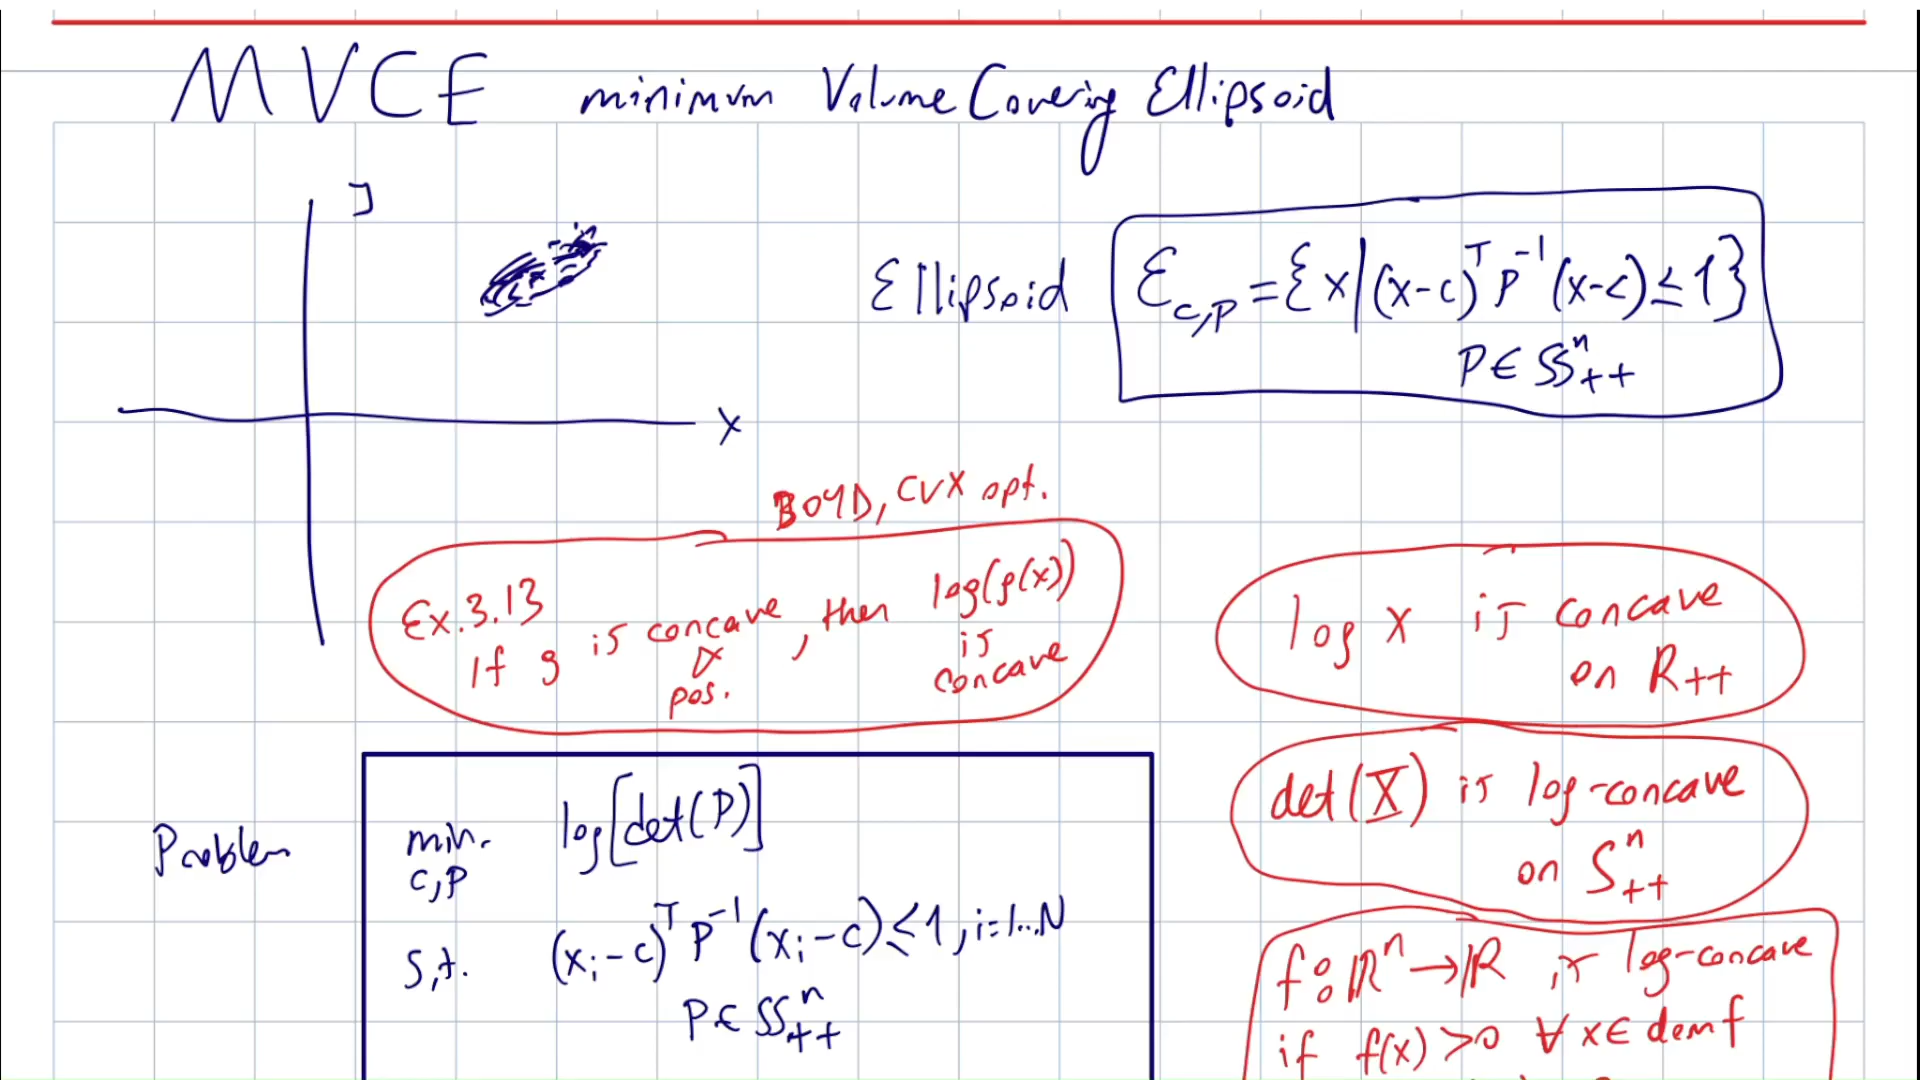 MVCE minimum Volume Covering Ellipsoid
Ellipsoid ℰ_{c,P} = {x | (x-c)^T P^{-1} (x-c) ≤ 1}
P ∈ 𝕊^n_{++}
x
BOYD, CVX opt.
Ex. 3.13
If g is concave & pos., then log(g(x)) is concave
log x is concave
on R_{++}
det(X) is log-concave
on S^n_{++}
Problem
min. c,P log[det(P)]
s.t. (x_i - c)^T P^{-1} (x_i - c) ≤ 1, i=1...N
P ∈ 𝕊^n_{++}
f: ℝ^n → ℝ is log-concave
if f(x) > 0 ∀ x ∈ dom f